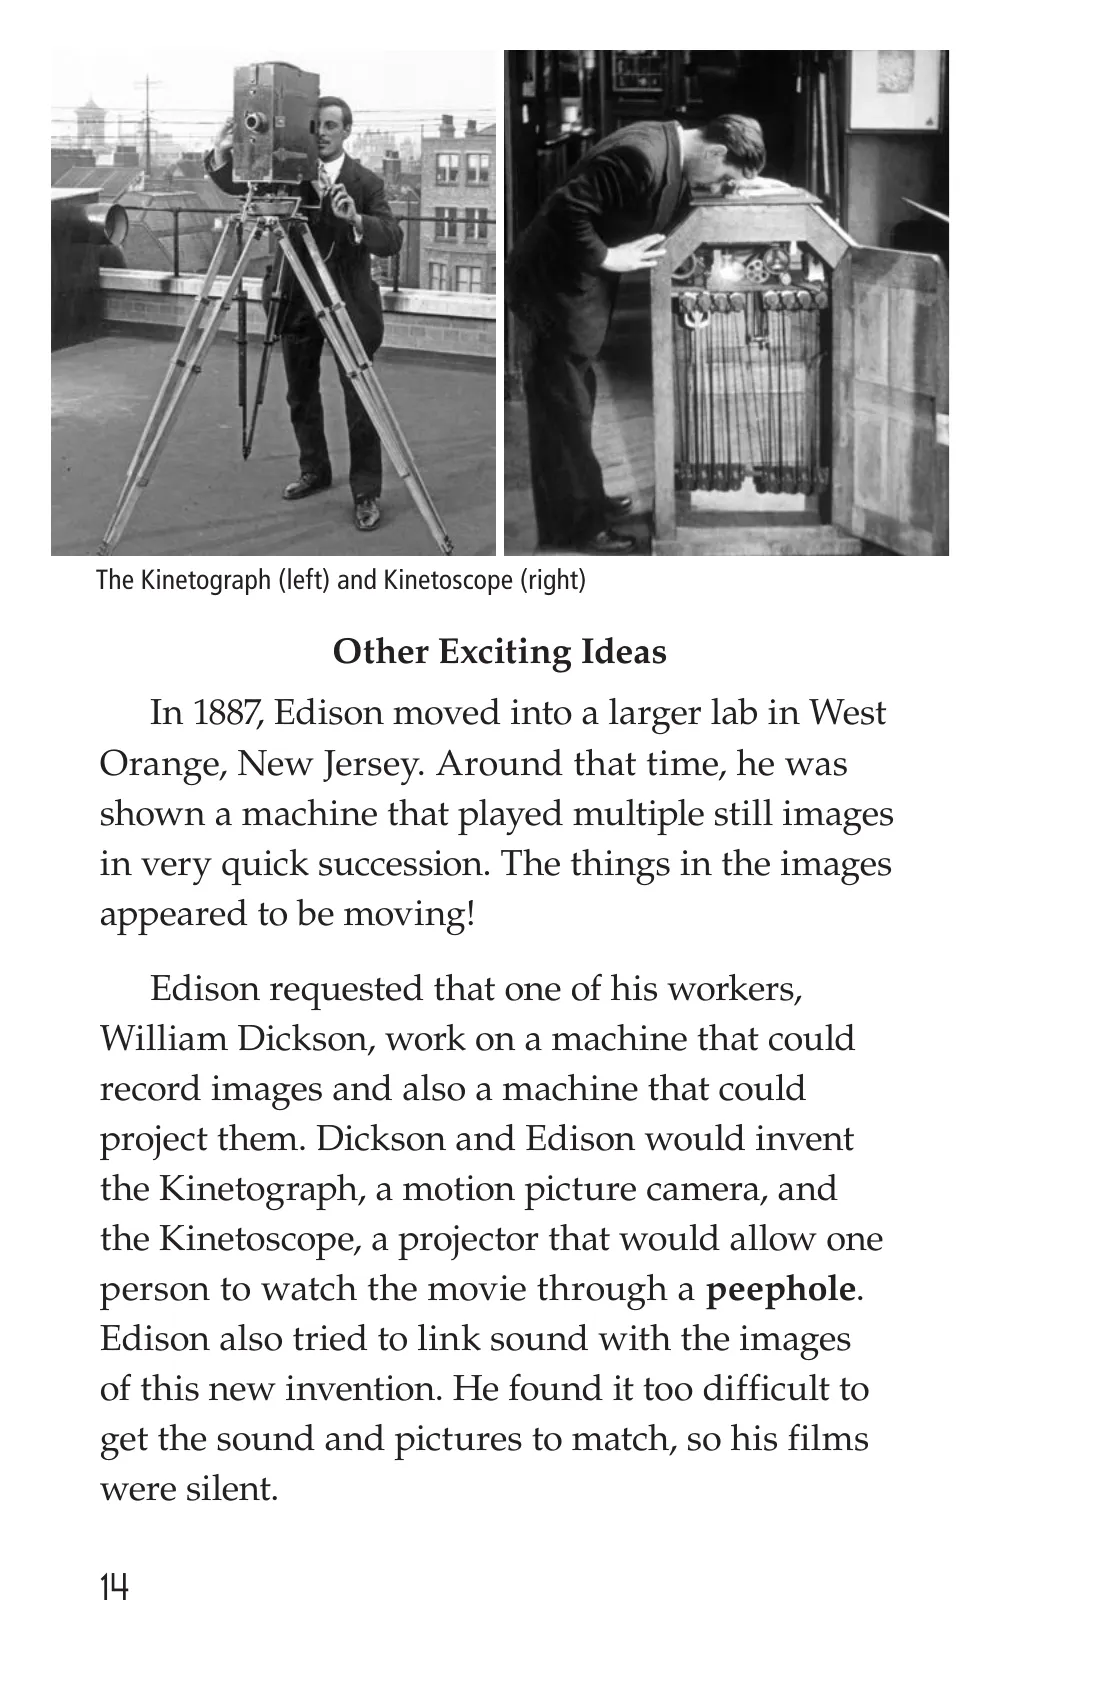 The Kinetograph (left) and Kinetoscope (right)
Other Exciting Ideas
In 1887, Edison moved into a larger lab in West
Orange, New Jersey. Around that time, he was
shown a machine that played multiple still images
in very quick succession. The things in the images
appeared to be moving!
Edison requested that one of his workers,
William Dickson, work on a machine that could
record images and also a machine that could
project them. Dickson and Edison would invent
the Kinetograph, a motion picture camera, and
the Kinetoscope, a projector that would allow one
person to watch the movie through a peephole.
Edison also tried to link sound with the images
of this new invention. He found it too difficult to
get the sound and pictures to match, so his films
were silent.
14